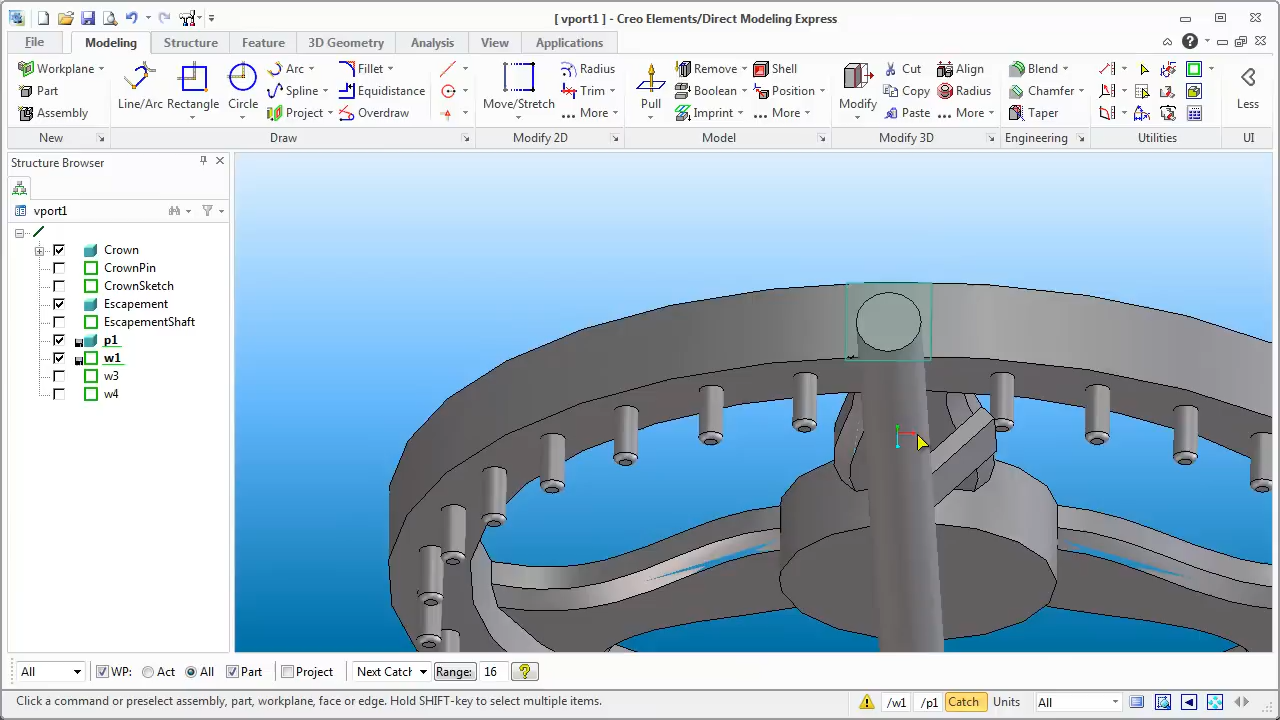 [ vport1 ] - Creo Elements/Direct Modeling Express
File Modeling Structure Feature 3D Geometry Analysis View Applications
Workplane Arc Fillet Radius Remove Shell Cut Align Blend
Line/Arc Rectangle Circle Spline Equidistance Move/Stretch Trim Pull Boolean Position Modify Copy Radius Chamfer Less
Part
Assembly Project Overdraw More Imprint More Paste More Taper
New Draw Modify 2D Model Modify 3D Engineering Utilities UI
Structure Browser
vport1
Crown
CrownPin
CrownSketch
Escapement
EscapementShaft
p1
w1
w3
w4
All WP: Act All Part Project Next Catch Range: 16
Click a command or preselect assembly, part, workplane, face or edge. Hold SHIFT-key to select multiple items. /w1 /p1 Catch Units All